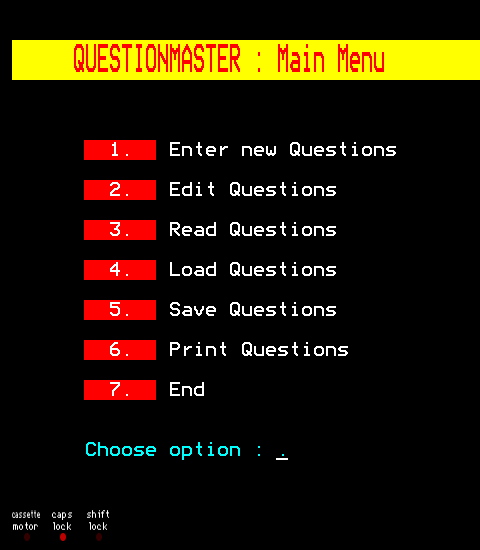 QUESTIONMASTER : Main Menu
1. Enter new Questions
2. Edit Questions
3. Read Questions
4. Load Questions
5. Save Questions
6. Print Questions
7. End
Choose option : .
cassette motor caps lock shift lock